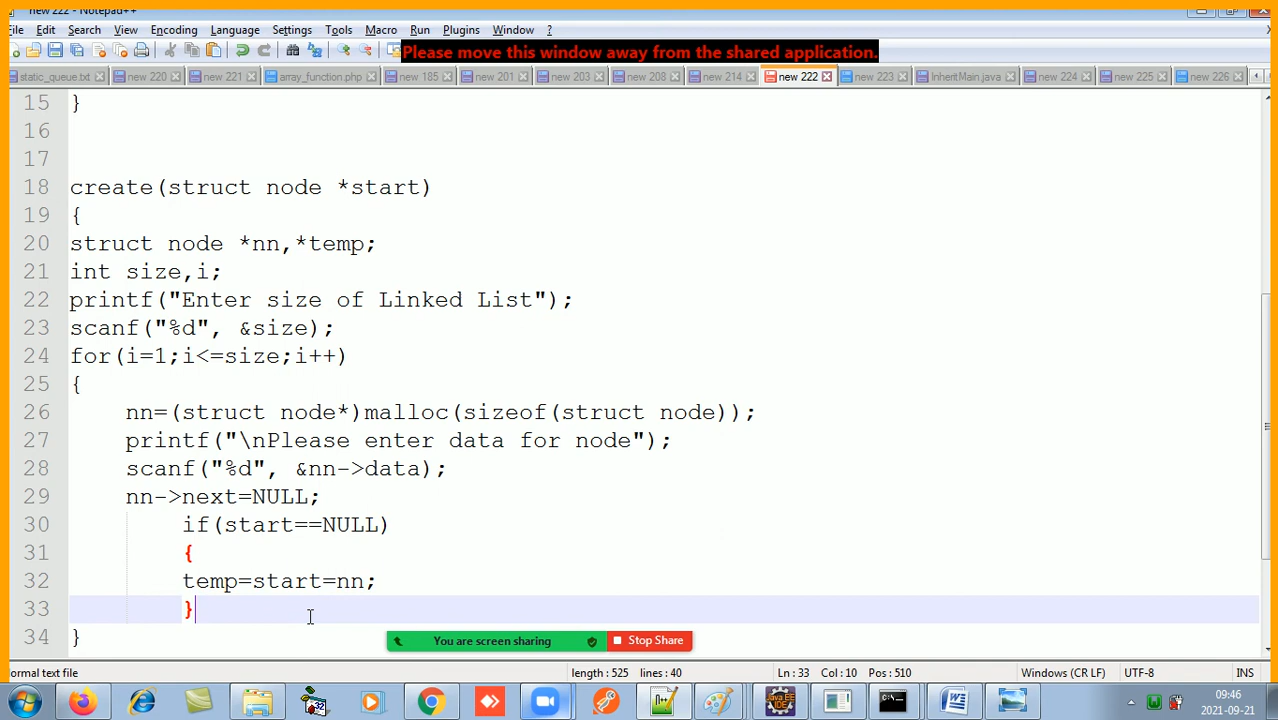 new 222 - Notepad++
File Edit Search View Encoding Language Settings Tools Macro Run Plugins Window ?
Please move this window away from the shared application.
static_queue.txt new 220 new 221 array_function.php new 185 new 201 new 203 new 208 new 214 new 222 new 223 InheritMain.java new 224 new 225 new 226
15 }
16
17
18 create(struct node *start)
19 {
20 struct node *nn,*temp;
21 int size,i;
22 printf("Enter size of Linked List");
23 scanf("%d", &size);
24 for(i=1;i<=size;i++)
25 {
26 nn=(struct node*)malloc(sizeof(struct node));
27 printf("\nPlease enter data for node");
28 scanf("%d", &nn->data);
29 nn->next=NULL;
30 if(start==NULL)
31 {
32 temp=start=nn;
33 }
34 }
You are screen sharing Stop Share
ormal text file length : 525 lines : 40 Ln : 33 Col : 10 Pos : 510 Windows (CR LF) UTF-8 INS
09:46
2021-09-21